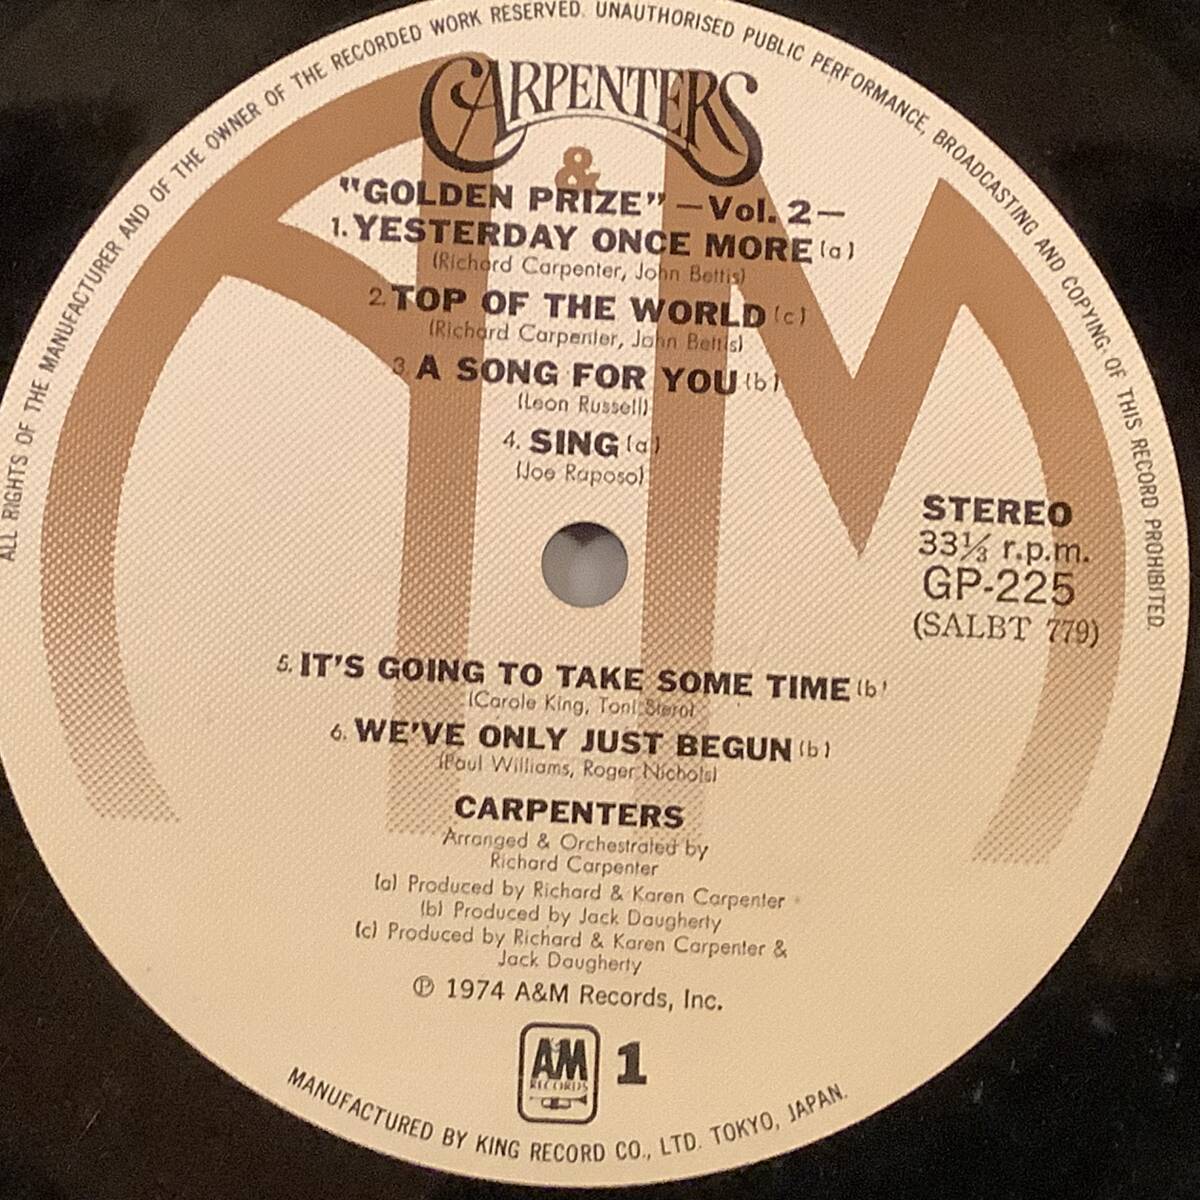 ALL RIGHTS OF THE MANUFACTURER AND OF THE OWNER OF THE RECORDED WORK RESERVED. UNAUTHORISED PUBLIC PERFORMANCE, BROADCASTING AND COPYING OF THIS RECORD PROHIBITED.
CARPENTERS
&
"GOLDEN PRIZE" —Vol. 2—
1. YESTERDAY ONCE MORE (a)
(Richard Carpenter, John Bettis)
2. TOP OF THE WORLD (c)
(Richard Carpenter, John Bettis)
3. A SONG FOR YOU (b)
(Leon Russell)
4. SING (a)
(Joe Raposo)
STEREO
33⅓ r.p.m.
GP-225
(SALBT 779)
5. IT'S GOING TO TAKE SOME TIME (b)
(Carole King, Toni Stero)
6. WE'VE ONLY JUST BEGUN (b)
(Paul Williams, Roger Nichols)
CARPENTERS
Arranged & Orchestrated by
Richard Carpenter
(a) Produced by Richard & Karen Carpenter
(b) Produced by Jack Daugherty
(c) Produced by Richard & Karen Carpenter &
Jack Daugherty
℗ 1974 A&M Records, Inc.
AM
RECORDS
1
MANUFACTURED BY KING RECORD CO., LTD. TOKYO, JAPAN.